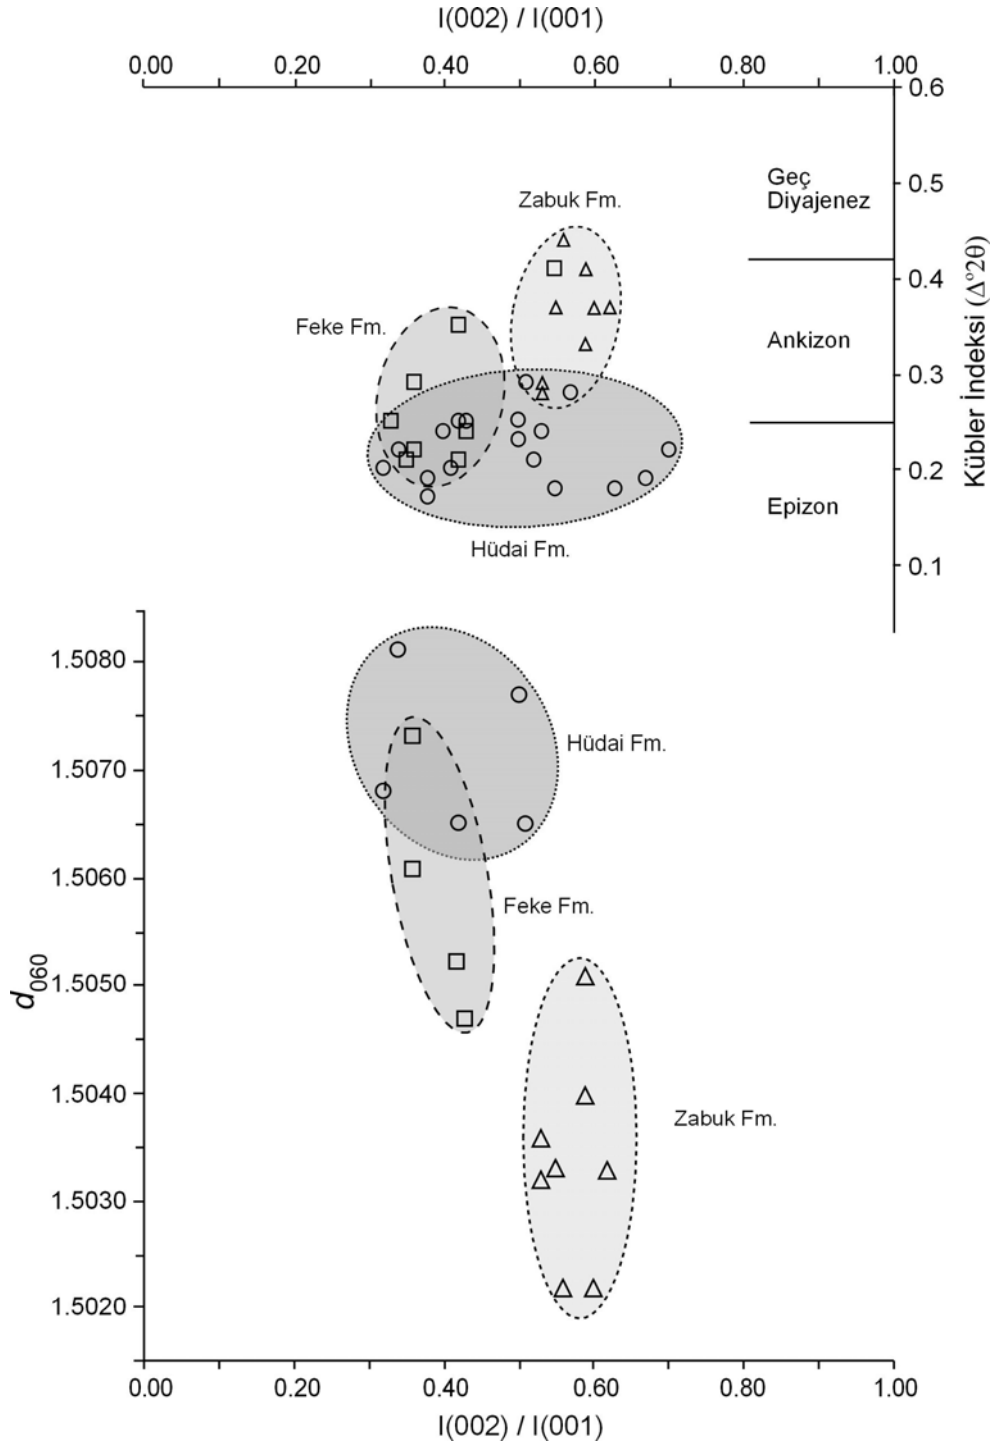 I(002) / I(001)
0.00 0.20 0.40 0.60 0.80 1.00
0.6
Geç
Diyajenez
0.5
Zabuk Fm.
0.4
Feke Fm.
Ankizon
0.3
Kübler İndeksi (Δ°2θ)
0.2
Epizon
Hüdai Fm.
0.1
1.5080
Hüdai Fm.
1.5070
1.5060
Feke Fm.
d060
1.5050
1.5040
Zabuk Fm.
1.5030
1.5020
0.00 0.20 0.40 0.60 0.80 1.00
I(002) / I(001)